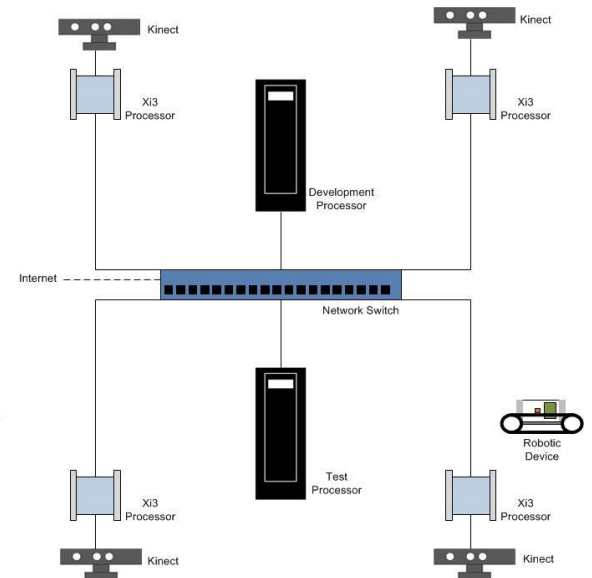 Kinect
Kinect
Xi3
Processor
Xi3
Processor
Development
Processor
Internet
Network Switch
Robotic
Device
Test
Processor
Xi3
Processor
Xi3
Processor
Kinect
Kinect